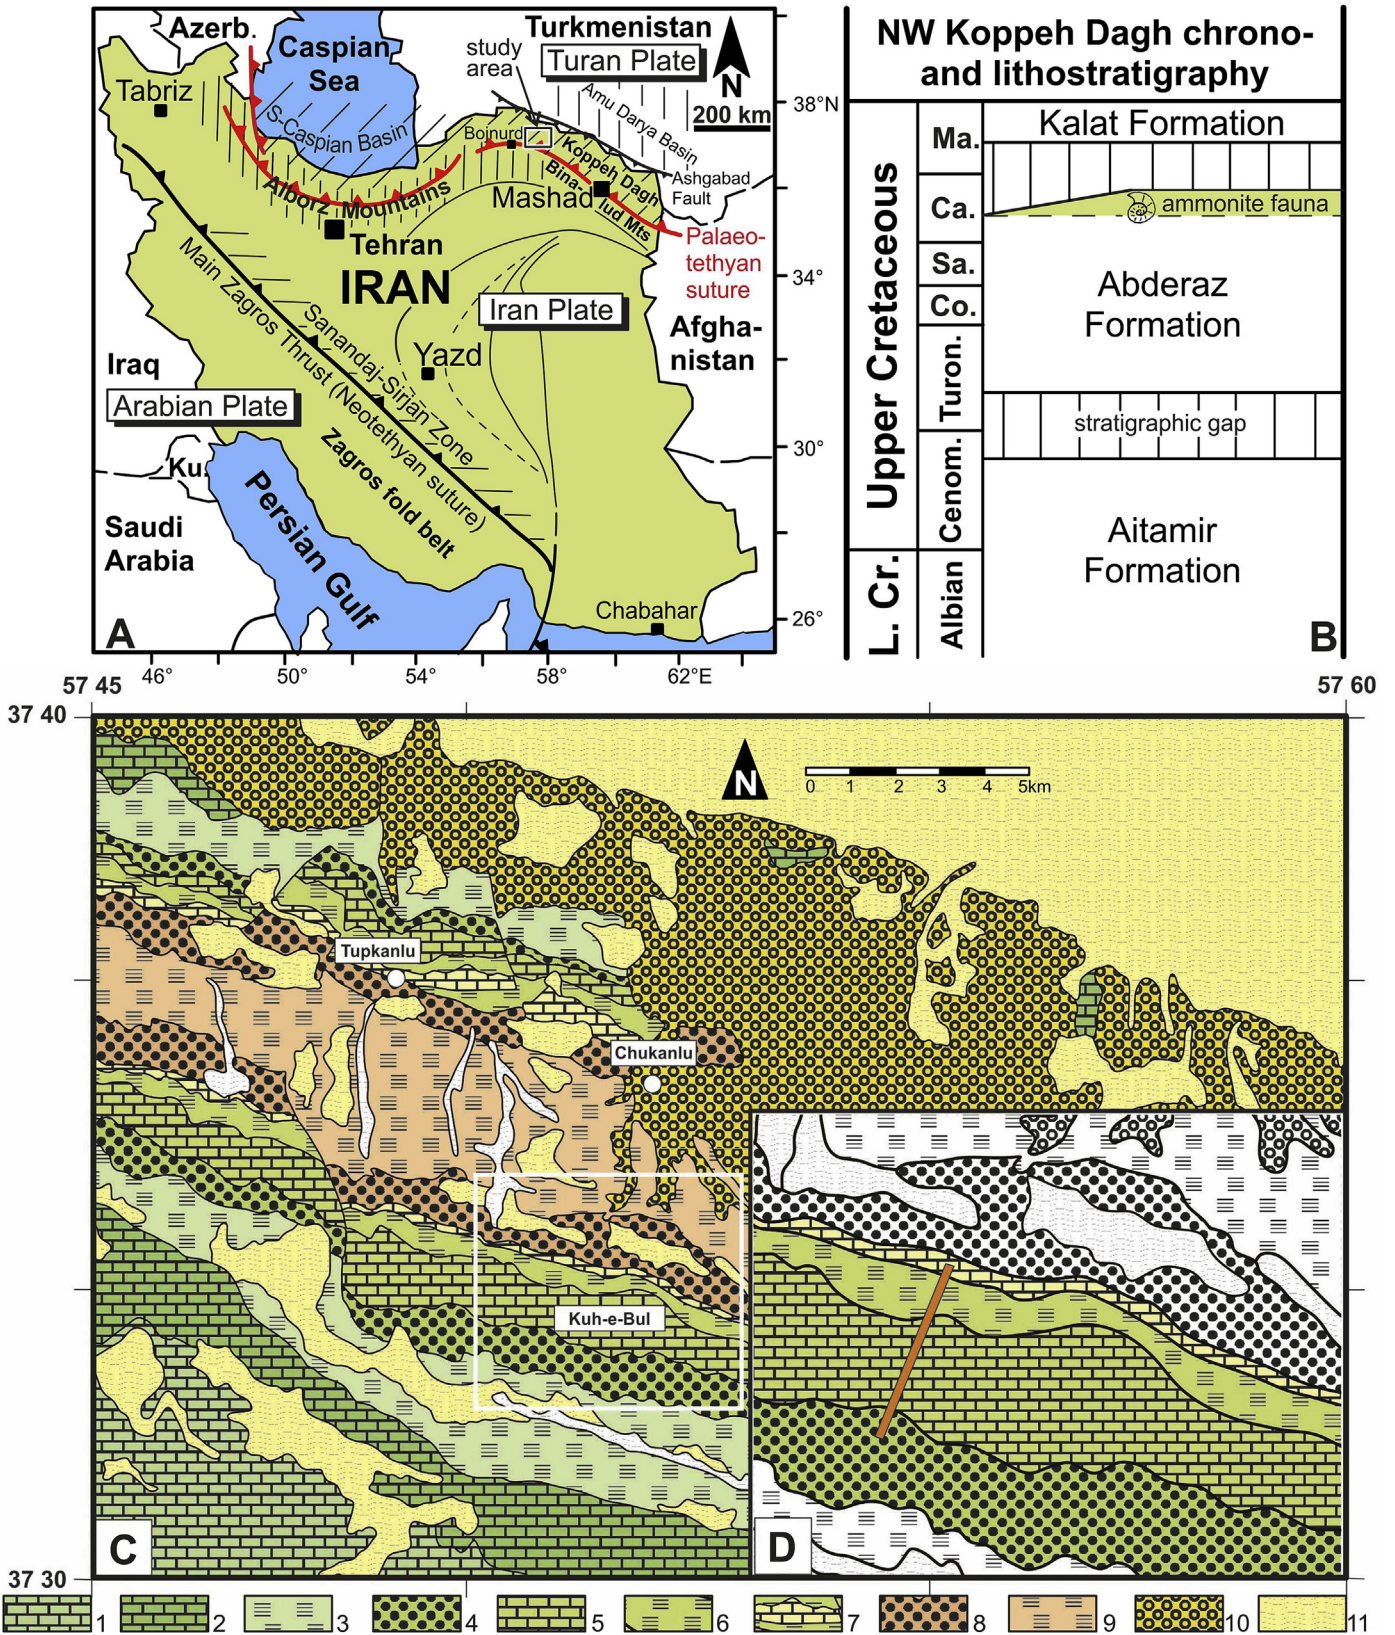 Azerb.
Caspian
Sea
Turkmenistan
Turan Plate
study
area
N
200 km
Tabriz
S-Caspian Basin
Amu Darya Basin
Bojnurd
Koppeh Dagh
Bina-
lud Mts
Ashgabad
Fault
Alborz Mountains
Mashad
Tehran
IRAN
Palaeo-
tethyan
suture
Main Zagros Thrust (Neotethyan suture)
Sanandaj-Sirjan Zone
Iran Plate
Afgha-
nistan
Iraq
Yazd
Arabian Plate
Zagros fold belt
Ku.
Persian Gulf
Saudi
Arabia
Chabahar
A
38°N
34°
30°
26°
46°
50°
54°
58°
62°E
NW Koppeh Dagh chrono-
and lithostratigraphy
Upper Cretaceous
L. Cr.
Ma.
Ca.
Sa.
Co.
Turon.
Cenom.
Albian
Kalat Formation
ammonite fauna
Abderaz
Formation
stratigraphic gap
Aitamir
Formation
B
57 45
57 60
37 40
37 30
N
0 1 2 3 4 5km
Tupkanlu
Chukanlu
Kuh-e-Bul
C
D
1 2 3 4 5 6 7 8 9 10 11